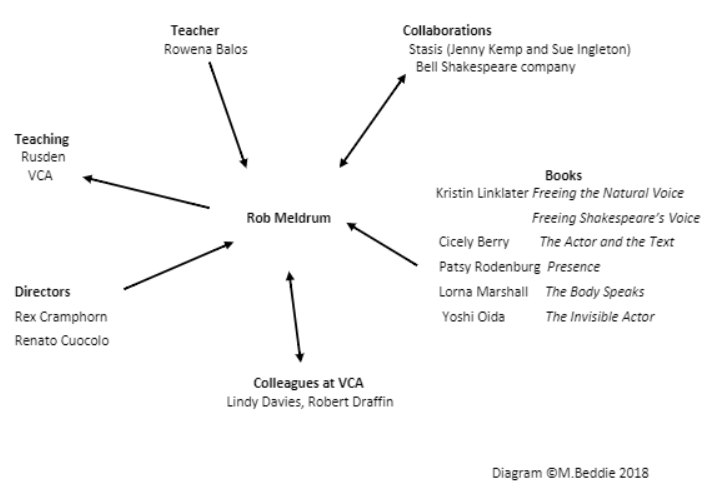 Teacher
Rowena Balos
Collaborations
Stasis (Jenny Kemp and Sue Ingleton)
Bell Shakespeare company
Teaching
Rusden
VCA
Rob Meldrum
Books
Kristin Linklater Freeing the Natural Voice
Freeing Shakespeare's Voice
Cicely Berry The Actor and the Text
Patsy Rodenburg Presence
Lorna Marshall The Body Speaks
Yoshi Oida The Invisible Actor
Directors
Rex Cramphorn
Renato Cuocolo
Colleagues at VCA
Lindy Davies, Robert Draffin
Diagram ©M.Beddie 2018